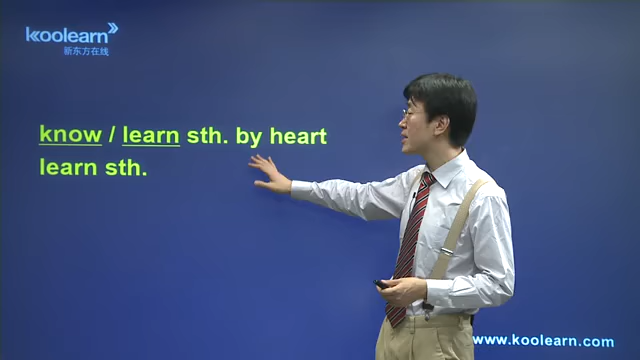 koolearn
新东方在线
know / learn sth. by heart
learn sth.
www.koolearn.com